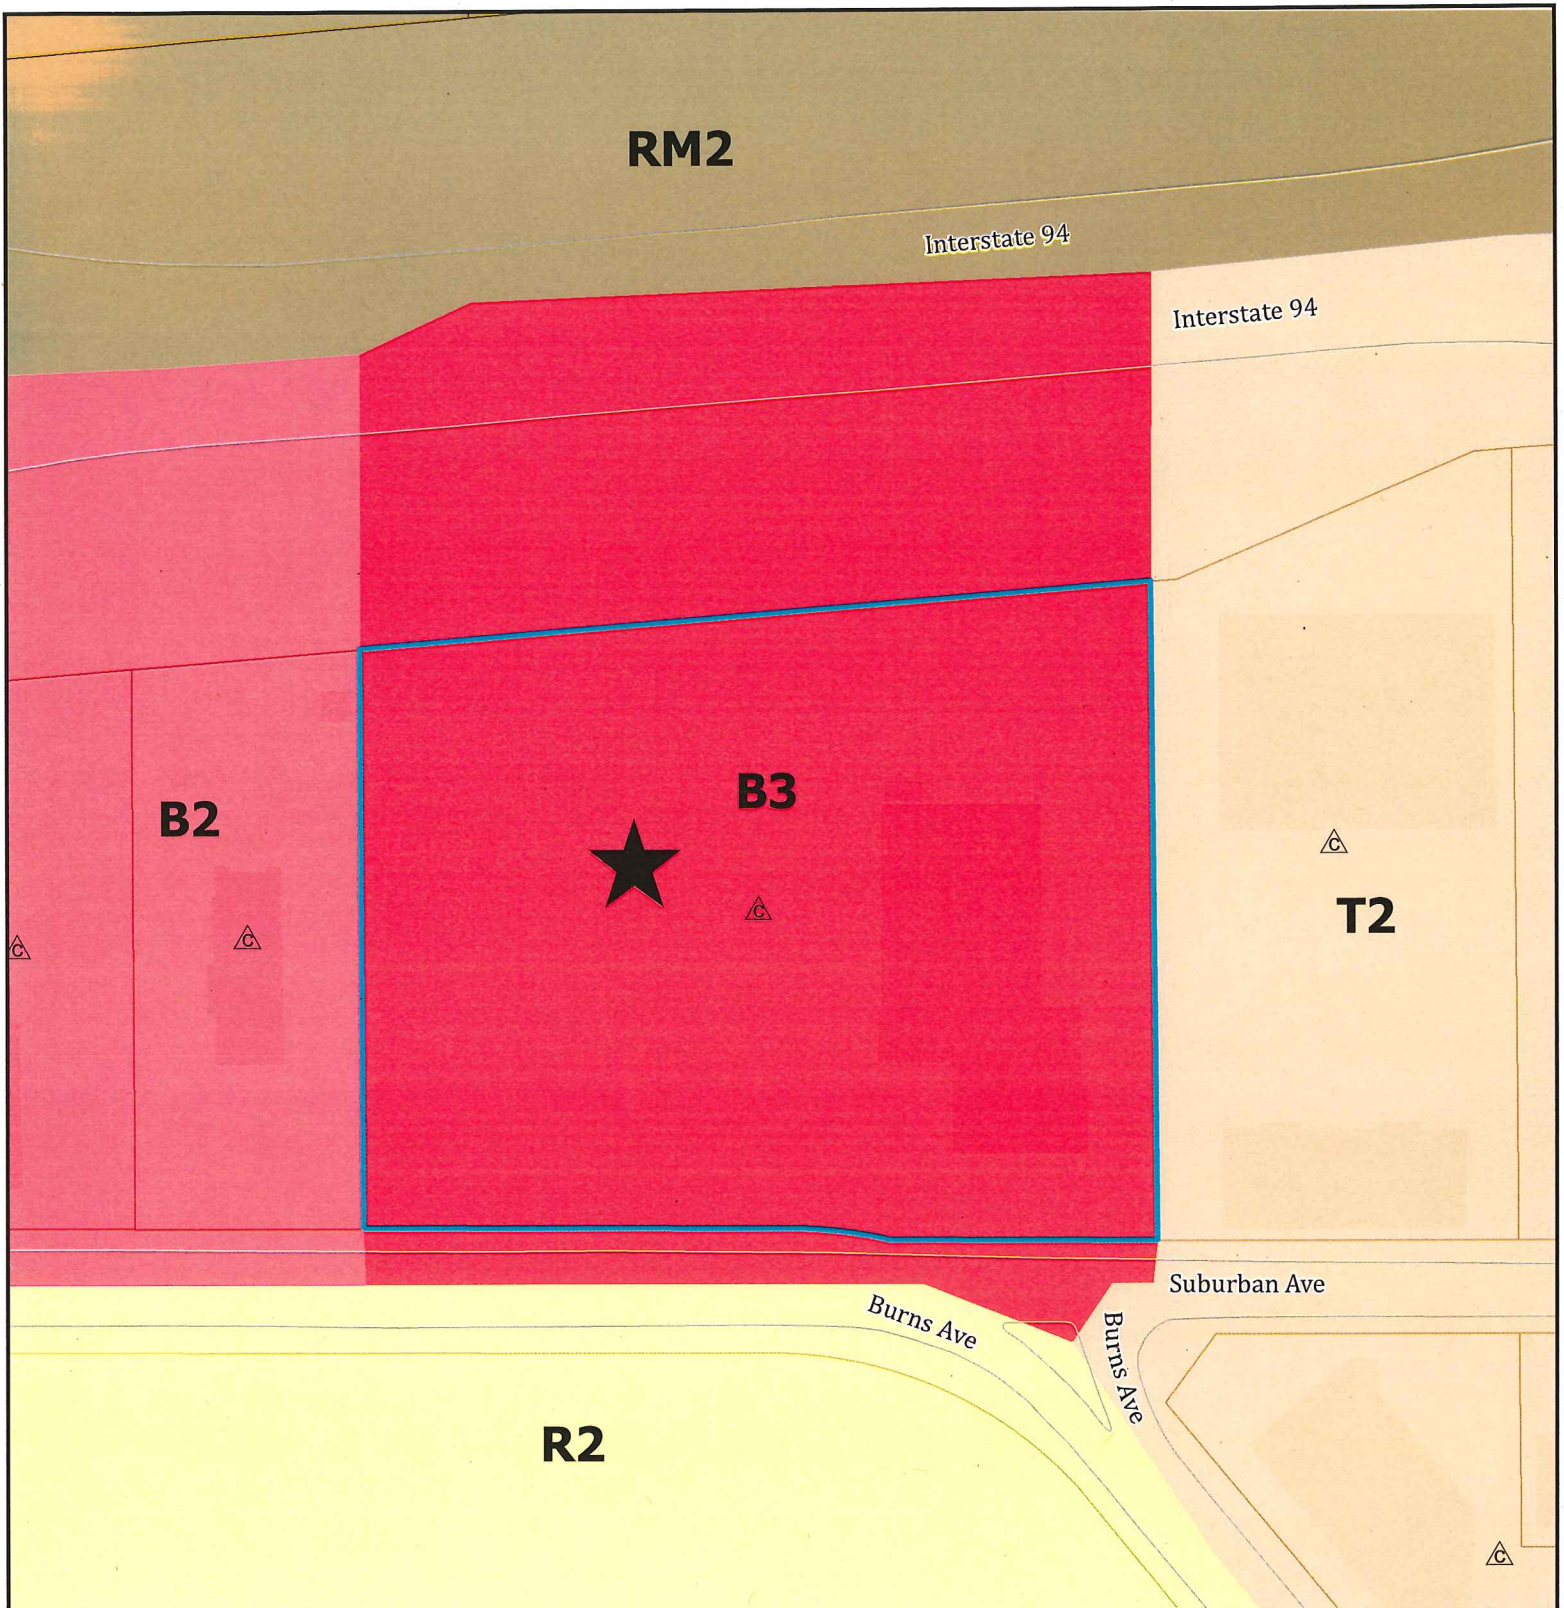 RM2
Interstate 94
Interstate 94
B3
B2
C
T2
C
C
C
Suburban Ave
Burns Ave
Burns Ave
R2
C